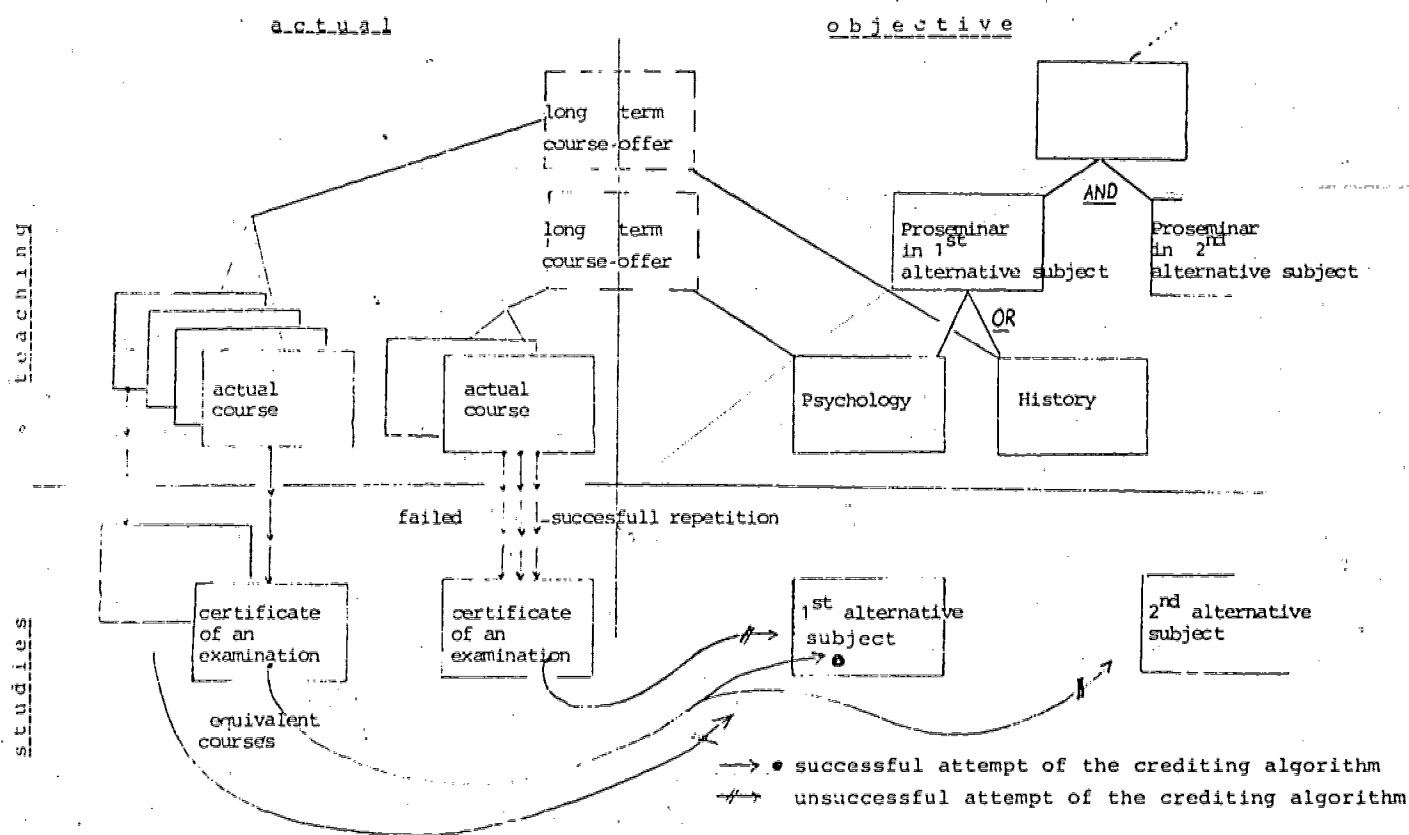 actual
objective
long term
course-offer
long term
course-offer
AND
Proseminar
in 1st
alternative subject
Proseminar
in 2nd
alternative subject
OR
teaching
actual
course
actual
course
Psychology
History
failed
succesfull repetition
studies
certificate
of an
examination
certificate
of an
examination
1st alternative
subject
2nd alternative
subject
equivalent
courses
successful attempt of the crediting algorithm
unsuccessful attempt of the crediting algorithm